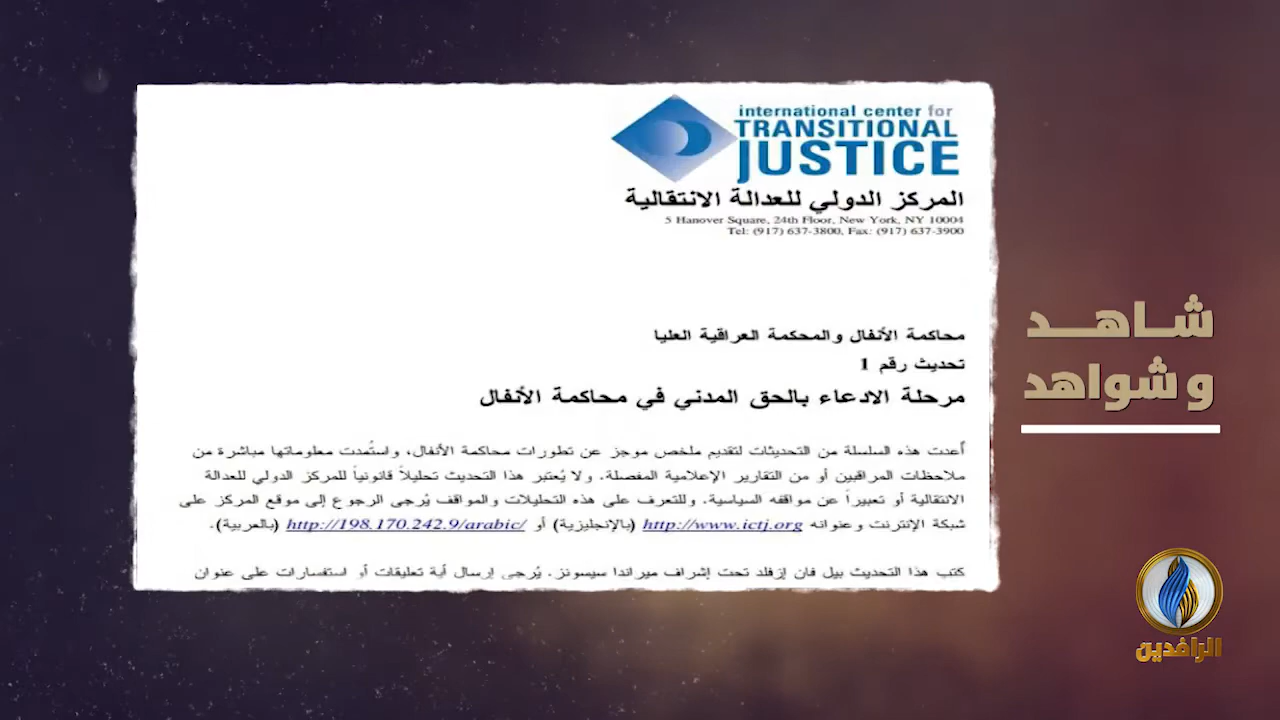 international center for
TRANSITIONAL
JUSTICE
المركز الدولي للعدالة الانتقالية
5 Hanover Square, 24th Floor, New York, NY 10004
Tel: (917) 637-3800, Fax: (917) 637-3900
محاكمة الأنفال والمحكمة العراقية العليا
تحديث رقم 1
مرحلة الادعاء بالحق المدني في محاكمة الأنفال
أُعدت هذه السلسلة من التحديثات لتقديم ملخص موجز عن تطورات محاكمة الأنفال، واستُمدت معلوماتها مباشرة من
ملاحظات المراقبين أو من التقارير الإعلامية المفصلة. ولا يُعتبر هذا التحديث تحليلاً قانونياً للمركز الدولي للعدالة
الانتقالية أو تعبيراً عن مواقفه السياسية. وللتعرف على هذه التحليلات والمواقف يُرجى الرجوع إلى موقع المركز على
شبكة الإنترنت وعنوانه http://www.ictj.org (بالإنجليزية) أو http://198.170.242.9/arabic/ (بالعربية).
كتب هذا التحديث بيل فان إزفلد تحت إشراف ميراندا سيسونز. يُرجى إرسال أية تعليقات أو استفسارات على عنوان
شاهد
وشواهد
الرافدين